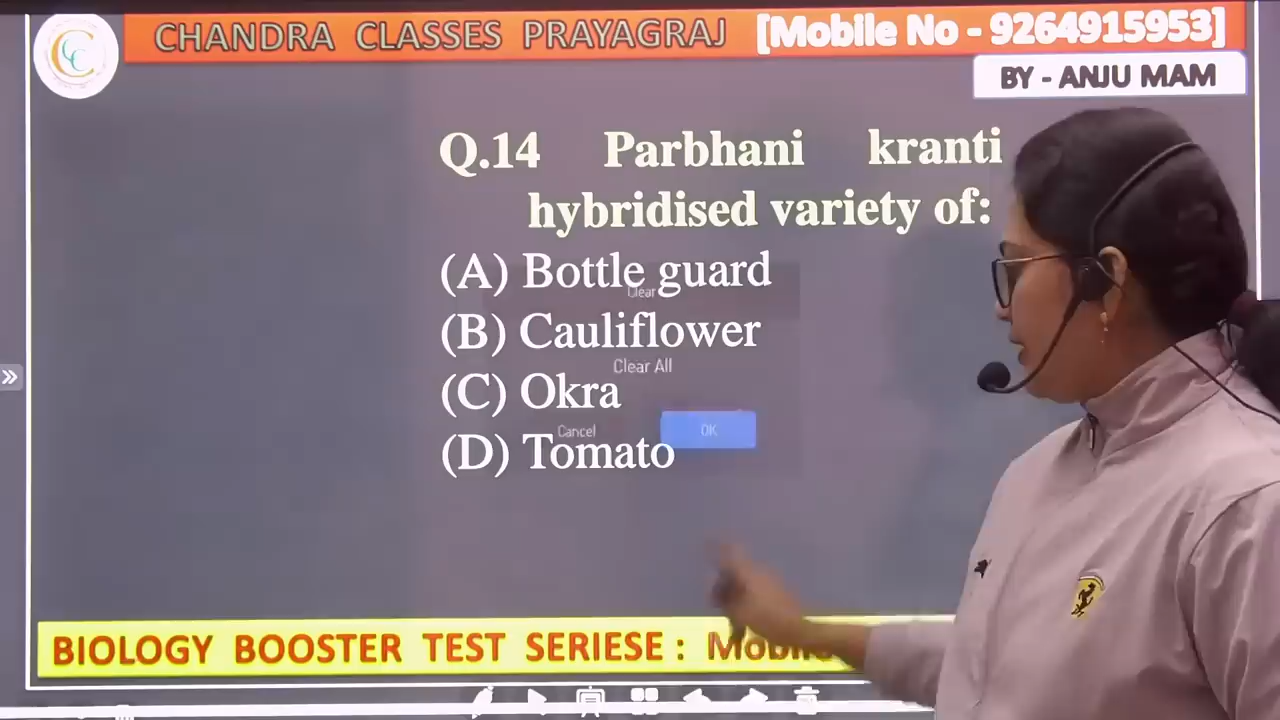 CHANDRA CLASSES PRAYAGRAJ [Mobile No - 9264915953]
BY - ANJU MAM
Q.14 Parbhani kranti
hybridised variety of:
(A) Bottle guard
Clear
(B) Cauliflower
Clear All
(C) Okra
Cancel OK
(D) Tomato
BIOLOGY BOOSTER TEST SERIESE :